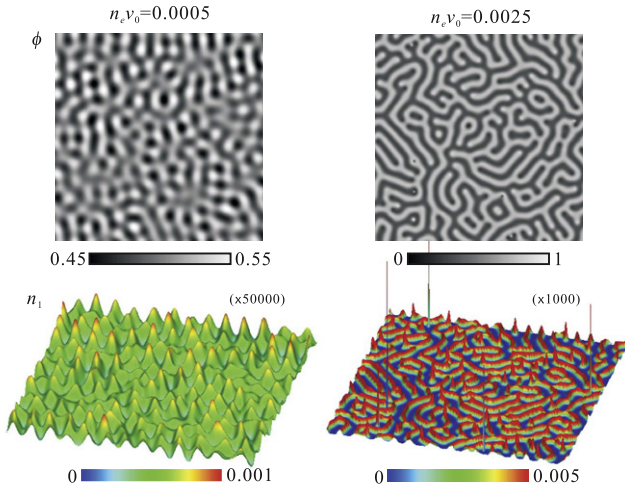 n_e v_0=0.0005
n_e v_0=0.0025
ϕ
0.45 0.55
0 1
n_1 (x50000)
(x1000)
0 0.001
0 0.005